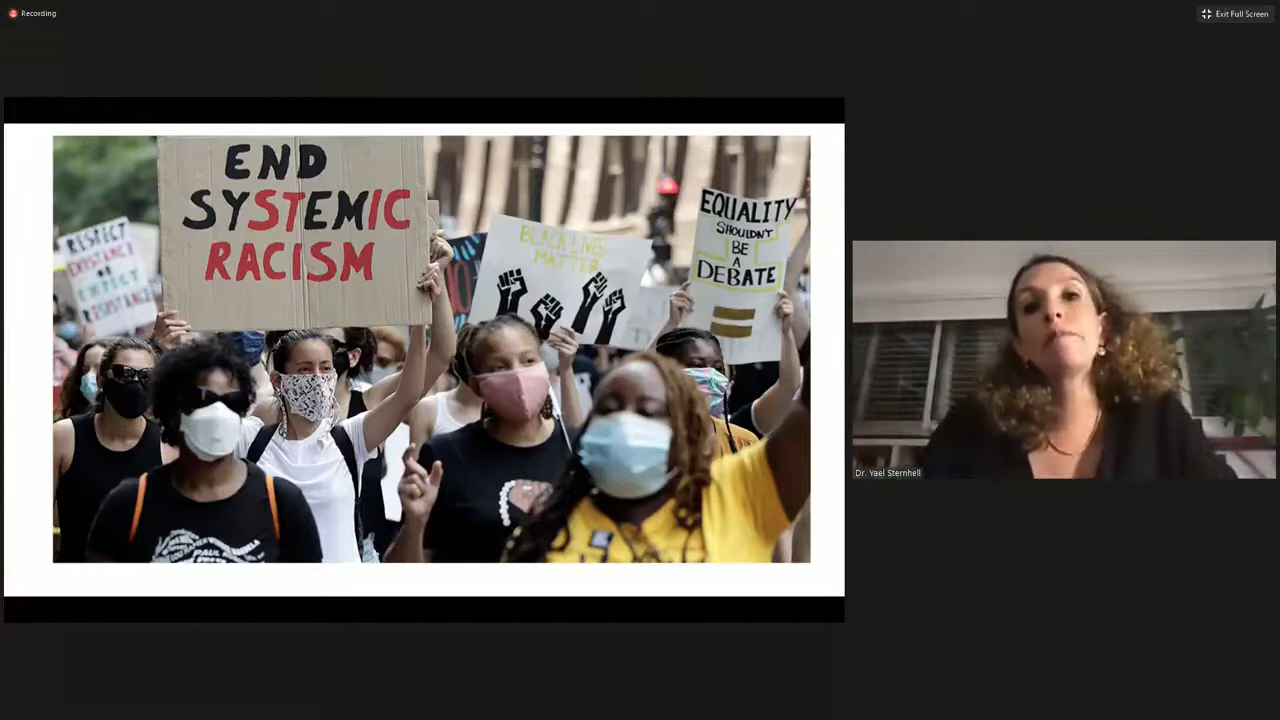 Recording
Exit Full Screen
END
SYSTEMIC
RACISM
RESPECT
EXISTENCE
OR
EXPECT
RESISTANCE
BLACK LIVES
MATTER
EQUALITY
SHOULDN'T
BE
A
DEBATE
=
PAUL
Dr. Yael Sternhell